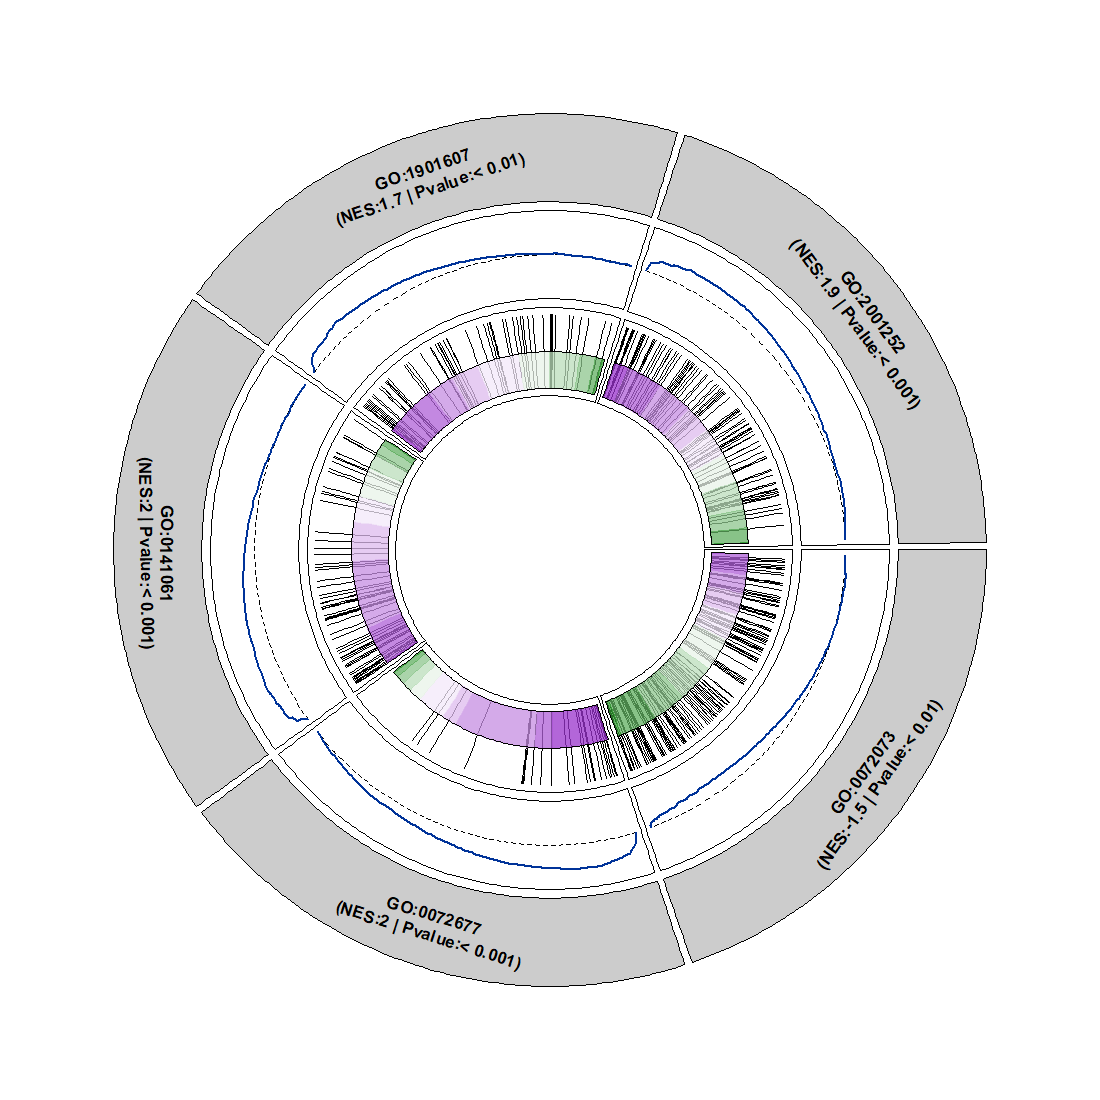 GO:1901607
(NES:1.7 | Pvalue:< 0.01)
GO:2001252
(NES:1.9 | Pvalue:< 0.001)
GO:0072073
(NES:-1.5 | Pvalue:< 0.01)
GO:0072677
(NES:2 | Pvalue:< 0.001)
GO:0141061
(NES:2 | Pvalue:< 0.001)